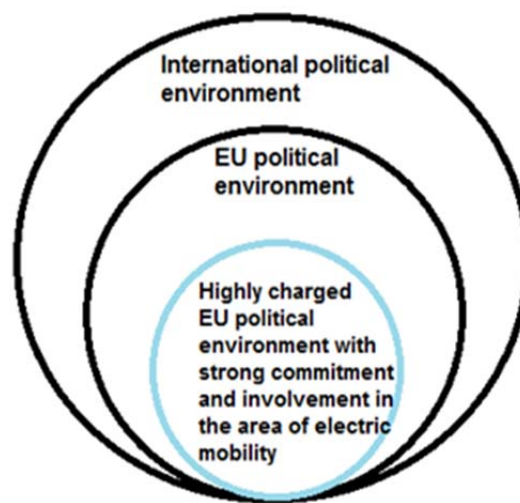 International political
environment
EU political
environment
Highly charged
EU political
environment with
strong commitment
and involvement in
the area of electric
mobility